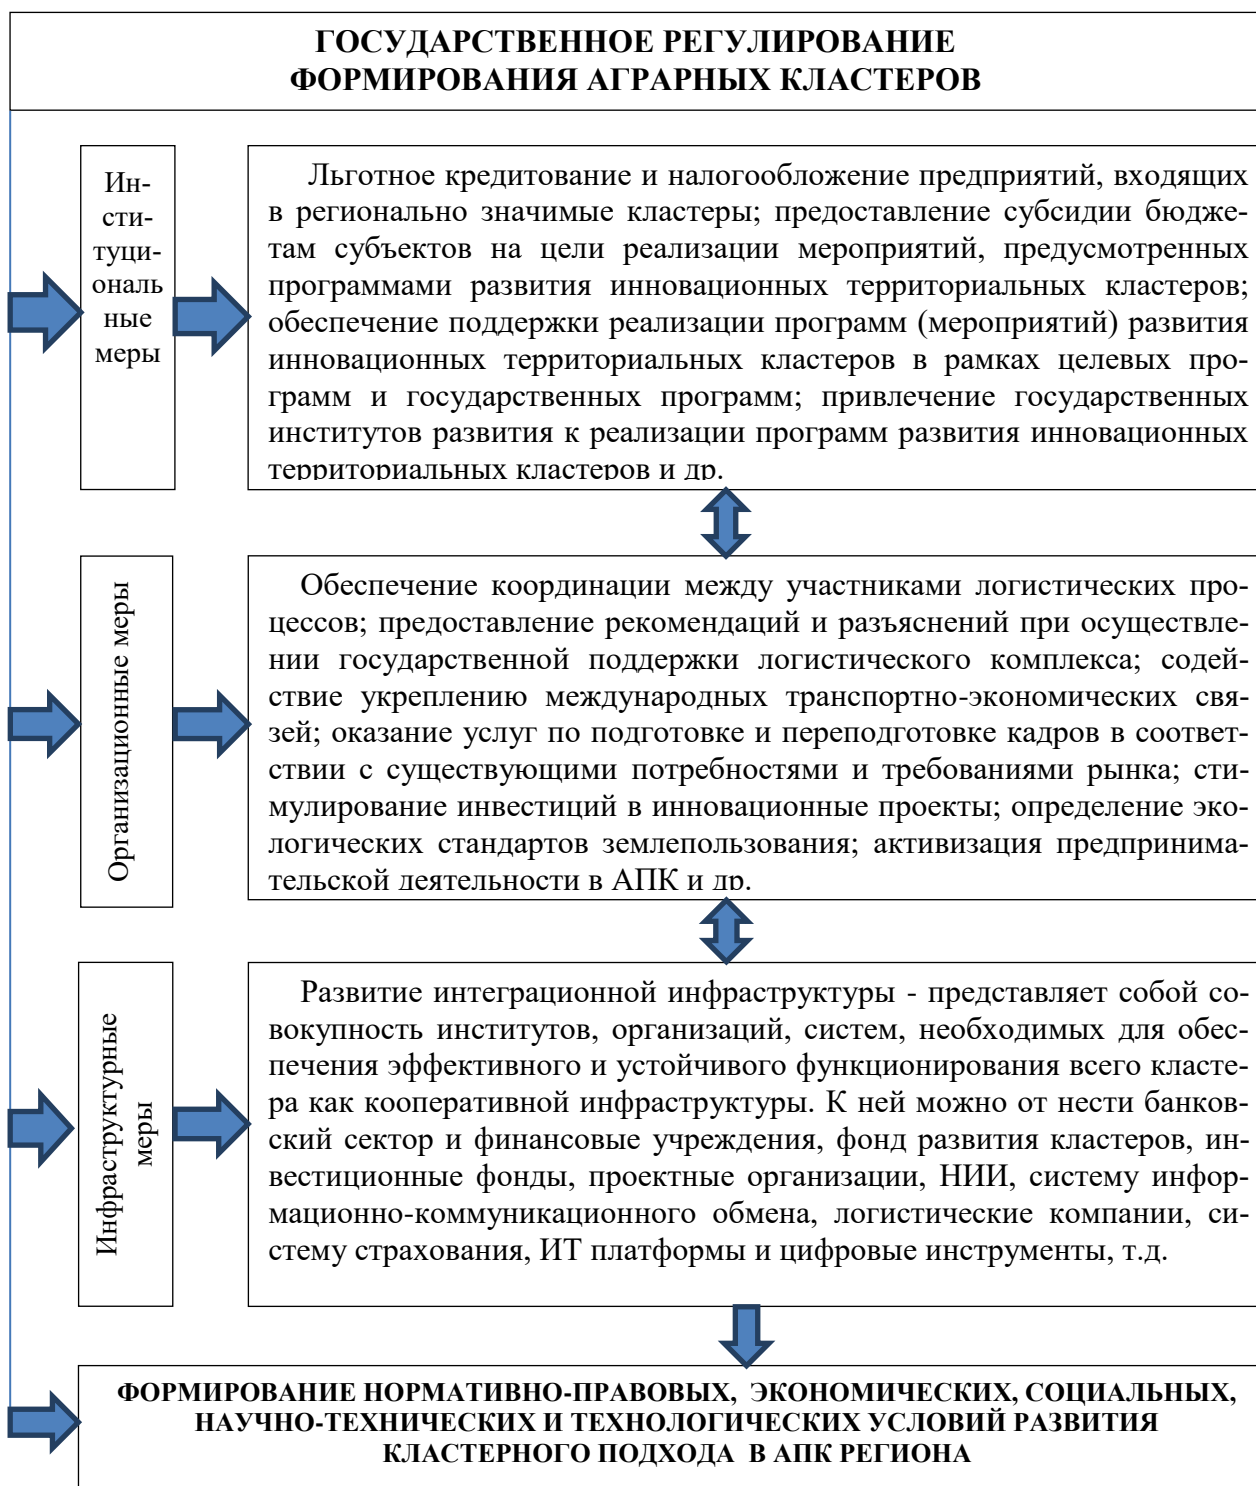 ГОСУДАРСТВЕННОЕ РЕГУЛИРОВАНИЕ
ФОРМИРОВАНИЯ АГРАРНЫХ КЛАСТЕРОВ
Ин-
сти-
туци-
ональ
ные
меры
Льготное кредитование и налогообложение предприятий, входящих
в регионально значимые кластеры; предоставление субсидии бюдже-
там субъектов на цели реализации мероприятий, предусмотренных
программами развития инновационных территориальных кластеров;
обеспечение поддержки реализации программ (мероприятий) развития
инновационных территориальных кластеров в рамках целевых про-
грамм и государственных программ; привлечение государственных
институтов развития к реализации программ развития инновационных
территориальных кластеров и др.
Организационные меры
Обеспечение координации между участниками логистических про-
цессов; предоставление рекомендаций и разъяснений при осуществле-
нии государственной поддержки логистического комплекса; содей-
ствие укреплению международных транспортно-экономических свя-
зей; оказание услуг по подготовке и переподготовке кадров в соответ-
ствии с существующими потребностями и требованиями рынка; сти-
мулирование инвестиций в инновационные проекты; определение эко-
логических стандартов землепользования; активизация предпринима-
тельской деятельности в АПК и др.
Инфраструктурные
меры
Развитие интеграционной инфраструктуры - представляет собой со-
вокупность институтов, организаций, систем, необходимых для обес-
печения эффективного и устойчивого функционирования всего класте-
ра как кооперативной инфраструктуры. К ней можно от нести банков-
ский сектор и финансовые учреждения, фонд развития кластеров, ин-
вестиционные фонды, проектные организации, НИИ, систему инфор-
мационно-коммуникационного обмена, логистические компании, си-
стему страхования, ИТ платформы и цифровые инструменты, т.д.
ФОРМИРОВАНИЕ НОРМАТИВНО-ПРАВОВЫХ, ЭКОНОМИЧЕСКИХ, СОЦИАЛЬНЫХ,
НАУЧНО-ТЕХНИЧЕСКИХ И ТЕХНОЛОГИЧЕСКИХ УСЛОВИЙ РАЗВИТИЯ
КЛАСТЕРНОГО ПОДХОДА В АПК РЕГИОНА